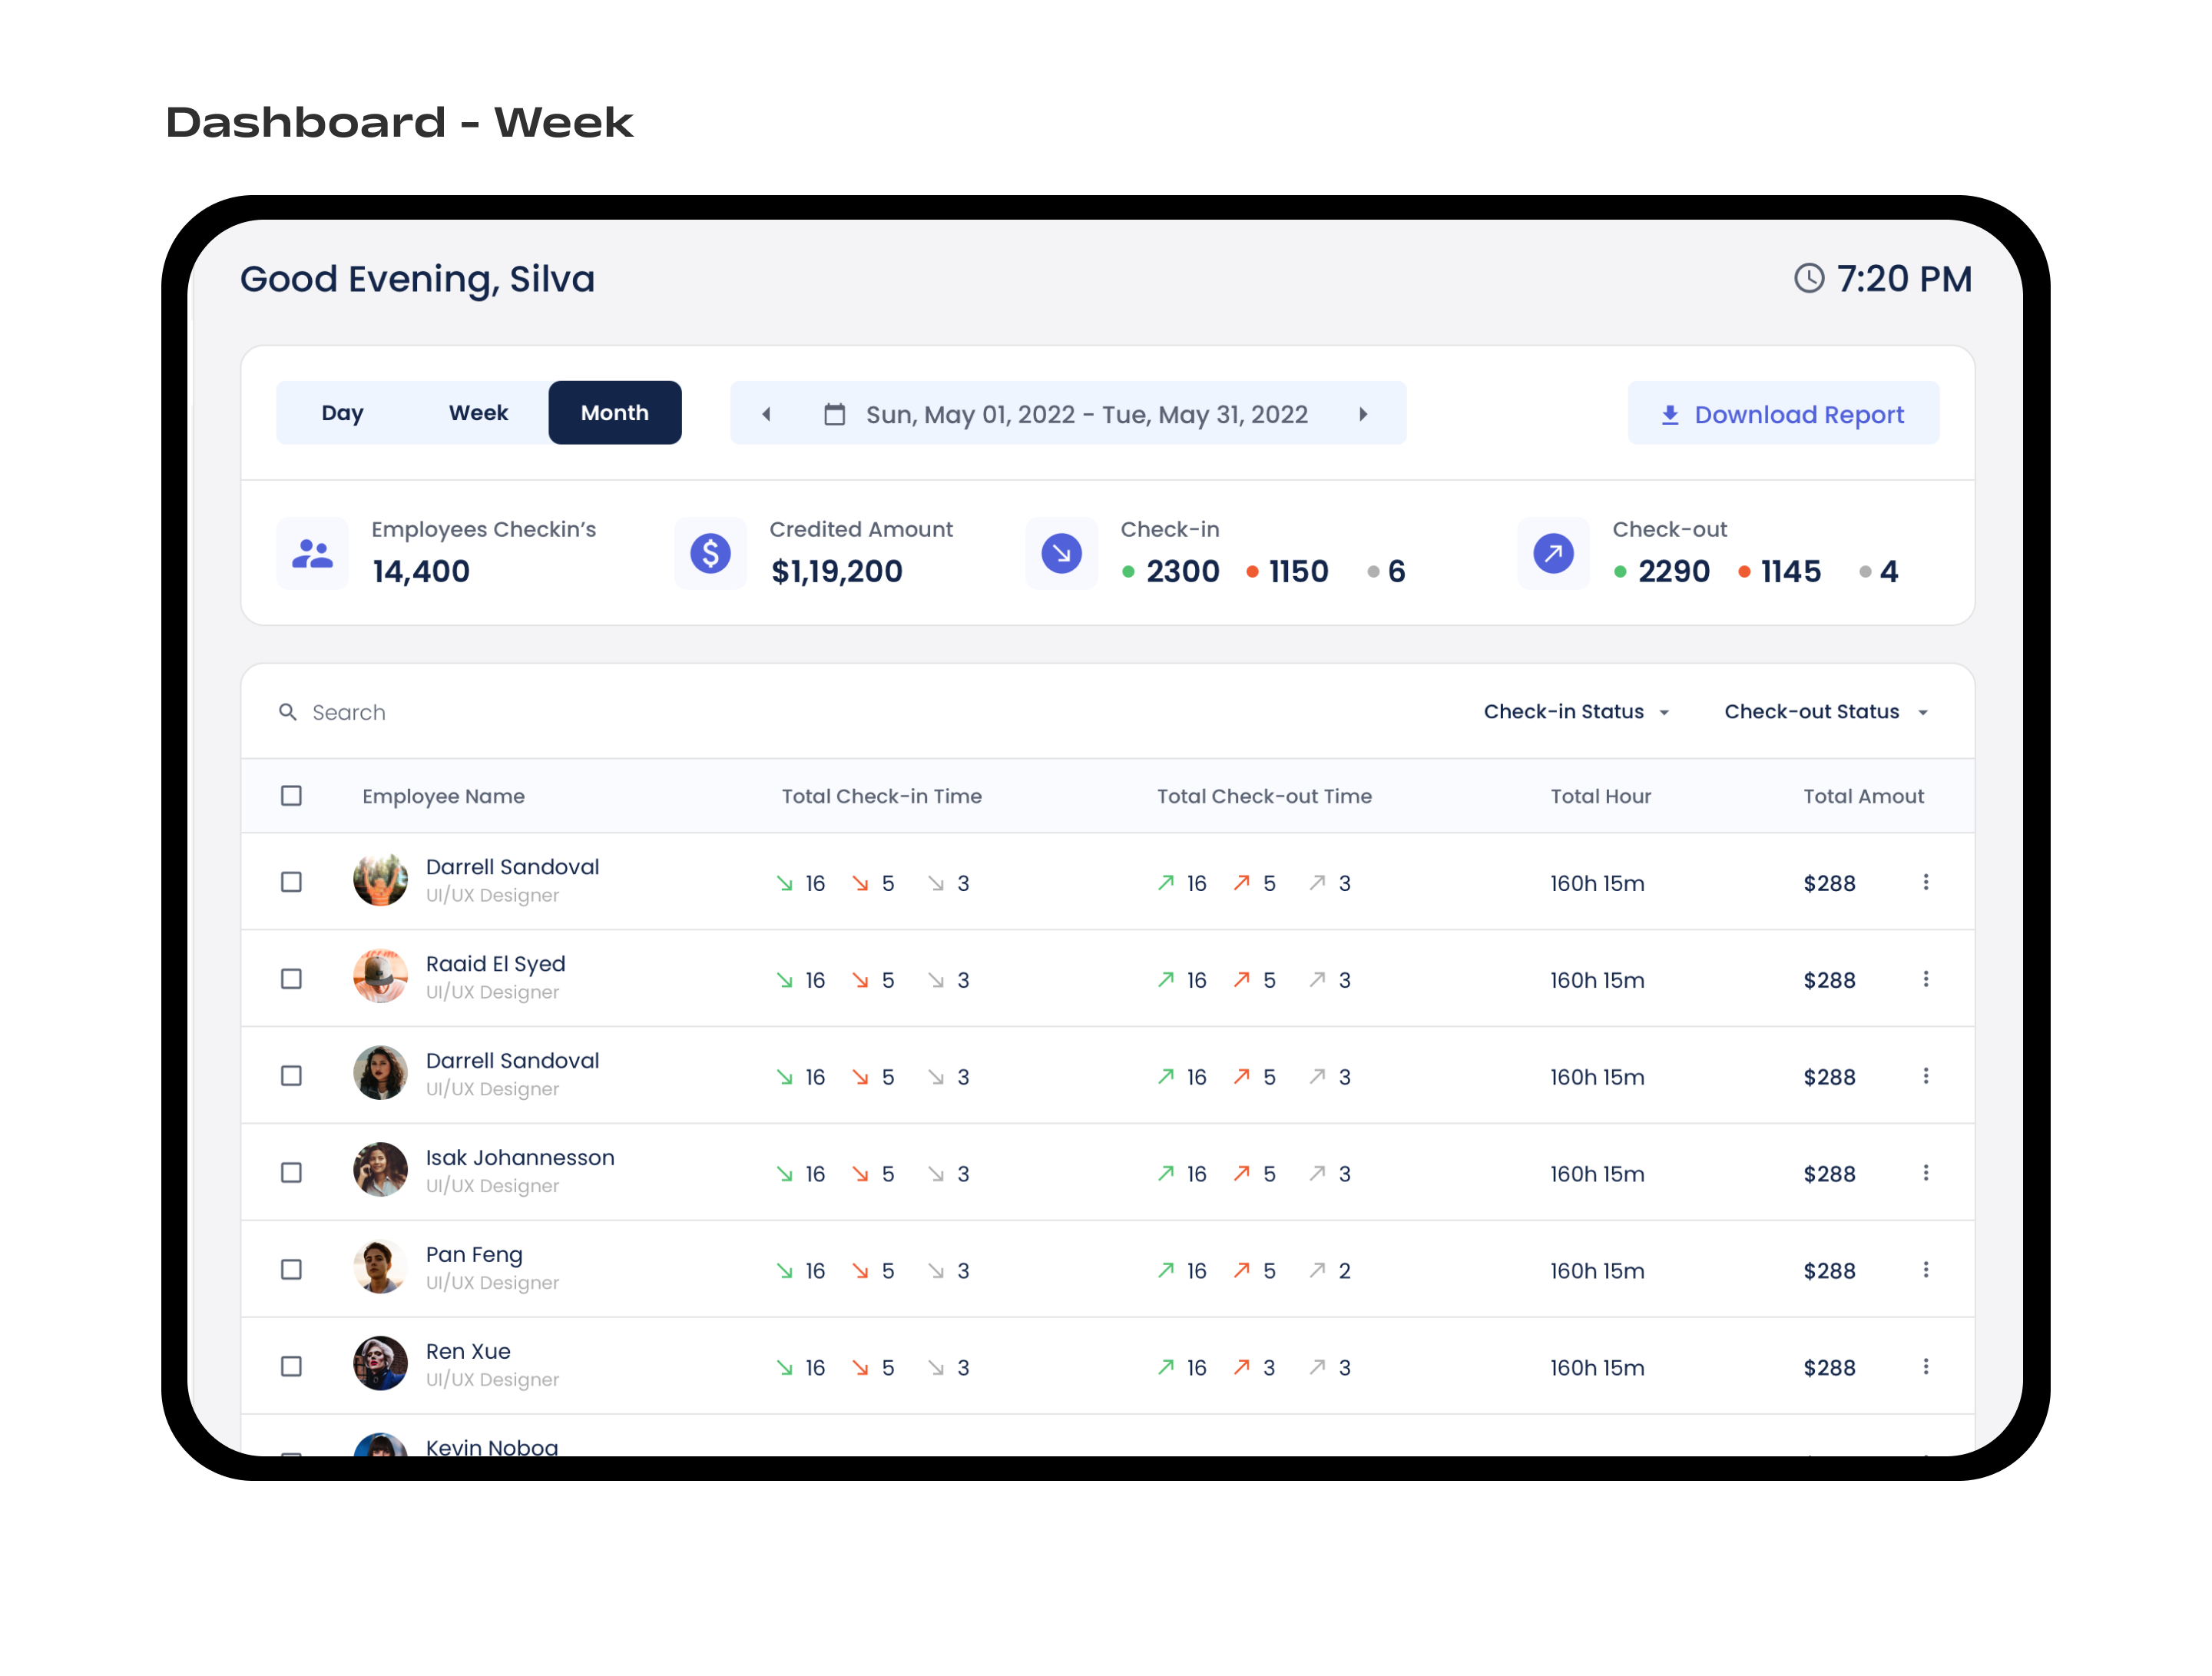 Dashboard - Week
Good Evening, Silva
7:20 PM
Day Week Month
Sun, May 01, 2022 - Tue, May 31, 2022
Download Report
Employees Checkin’s
14,400
Credited Amount
$1,19,200
Check-in
2300 1150 6
Check-out
2290 1145 4
Search
Check-in Status
Check-out Status
Employee Name Total Check-in Time Total Check-out Time Total Hour Total Amout
Darrell Sandoval
UI/UX Designer
16 5 3 16 5 3 160h 15m $288
Raaid El Syed
UI/UX Designer
16 5 3 16 5 3 160h 15m $288
Darrell Sandoval
UI/UX Designer
16 5 3 16 5 3 160h 15m $288
Isak Johannesson
UI/UX Designer
16 5 3 16 5 3 160h 15m $288
Pan Feng
UI/UX Designer
16 5 3 16 5 2 160h 15m $288
Ren Xue
UI/UX Designer
16 5 3 16 3 3 160h 15m $288
Kevin Noboa